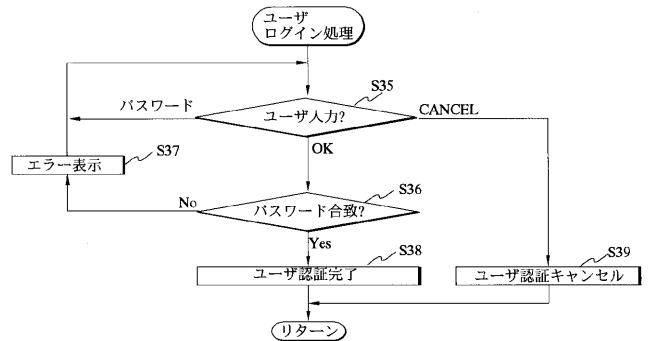 ユーザ
ログイン処理
S35
パスワード
ユーザ入力?
CANCEL
S37
OK
エラー表示
S36
No
パスワード合致?
Yes
S38
S39
ユーザ認証完了
ユーザ認証キャンセル
リターン